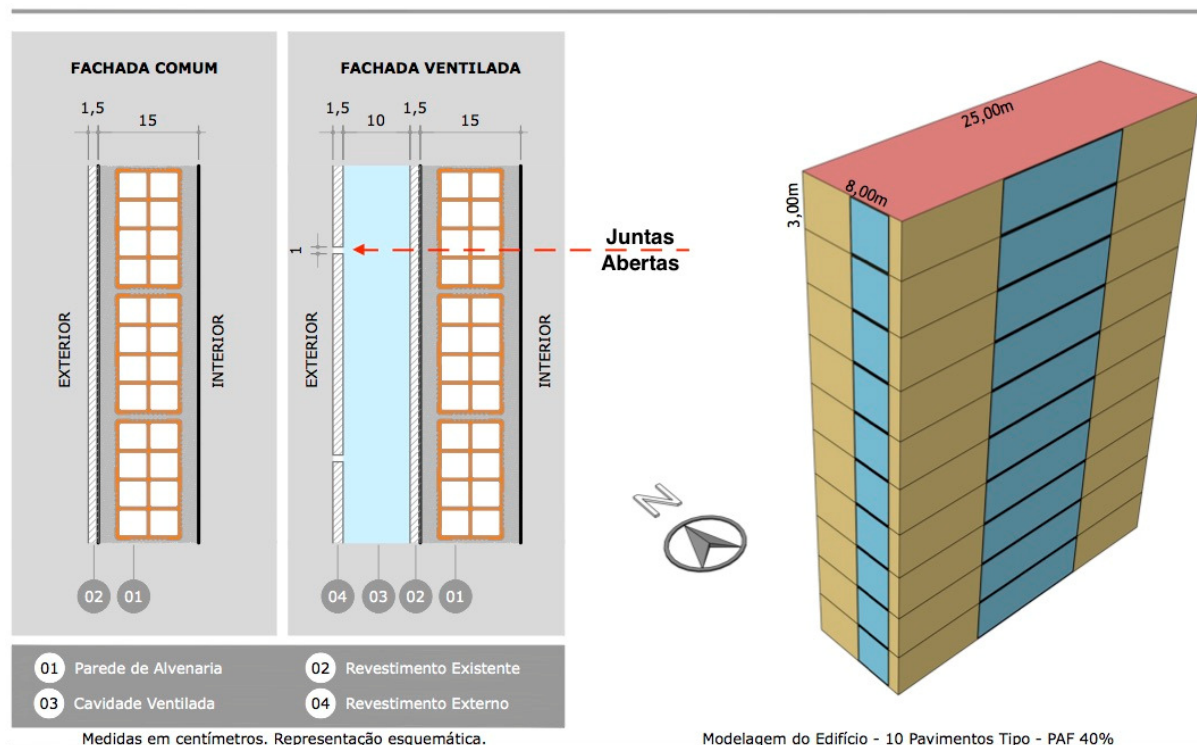 FACHADA COMUM
1,5
15
EXTERIOR
INTERIOR
02
01
FACHADA VENTILADA
1,5
10
1,5
15
1
EXTERIOR
INTERIOR
04
03
02
01
Juntas
Abertas
01 Parede de Alvenaria
02 Revestimento Existente
03 Cavidade Ventilada
04 Revestimento Externo
Medidas em centímetros. Representação esquemática.
25,00m
8,00m
3,00m
N
Modelagem do Edifício - 10 Pavimentos Tipo - PAF 40%